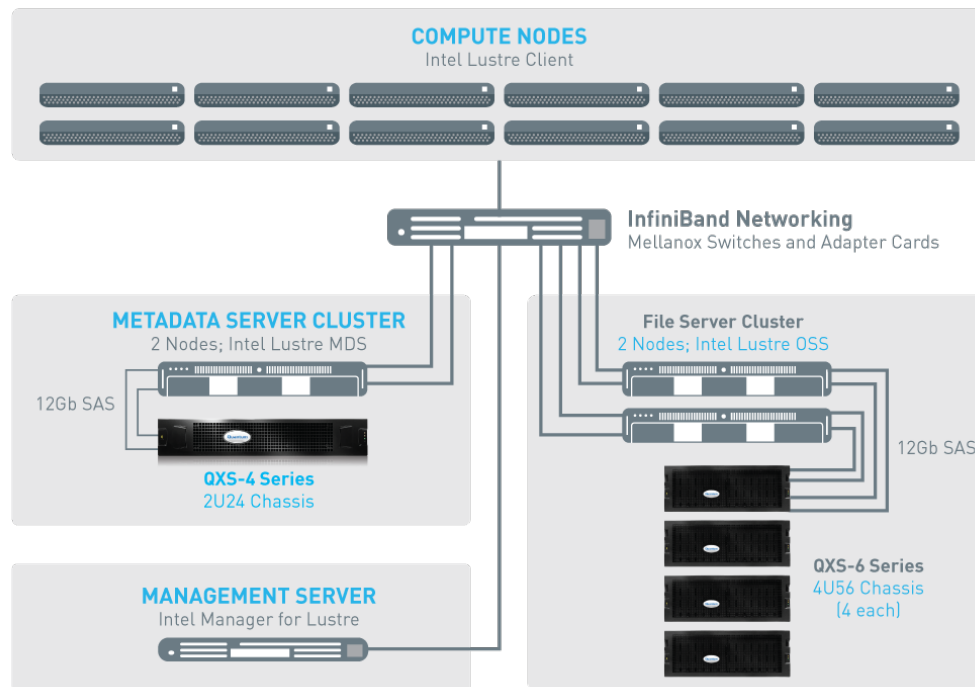 COMPUTE NODES
Intel Lustre Client
InfiniBand Networking
Mellanox Switches and Adapter Cards
METADATA SERVER CLUSTER
2 Nodes; Intel Lustre MDS
12Gb SAS
QXS-4 Series
2U24 Chassis
File Server Cluster
2 Nodes; Intel Lustre OSS
12Gb SAS
QXS-6 Series
4U56 Chassis
(4 each)
MANAGEMENT SERVER
Intel Manager for Lustre